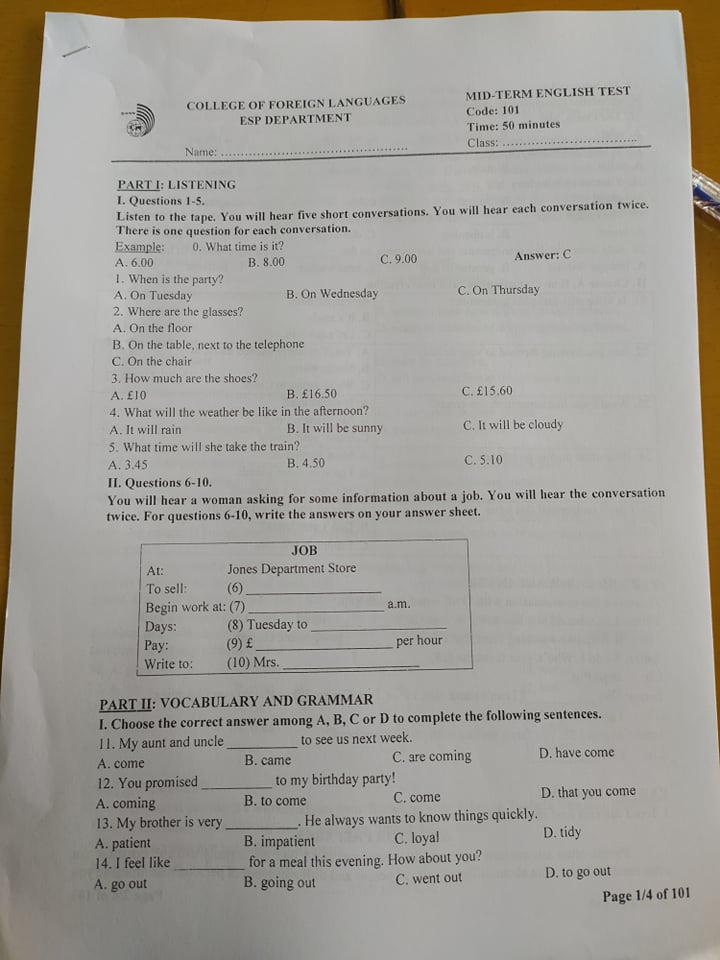 COLLEGE OF FOREIGN LANGUAGES
ESP DEPARTMENT
Name: ................................................
MID-TERM ENGLISH TEST
Code: 101
Time: 50 minutes
Class: ................................
PART I: LISTENING
I. Questions 1-5.
Listen to the tape. You will hear five short conversations. You will hear each conversation twice.
There is one question for each conversation.
Example: 0. What time is it?
A. 6.00 B. 8.00 C. 9.00 Answer: C
1. When is the party?
A. On Tuesday B. On Wednesday C. On Thursday
2. Where are the glasses?
A. On the floor
B. On the table, next to the telephone
C. On the chair
3. How much are the shoes?
A. £10 B. £16.50 C. £15.60
4. What will the weather be like in the afternoon?
A. It will rain B. It will be sunny C. It will be cloudy
5. What time will she take the train?
A. 3.45 B. 4.50 C. 5.10
II. Questions 6-10.
You will hear a woman asking for some information about a job. You will hear the conversation
twice. For questions 6-10, write the answers on your answer sheet.
JOB
At: Jones Department Store
To sell: (6) ____________________
Begin work at: (7) ____________________ a.m.
Days: (8) Tuesday to ____________________
Pay: (9) £ ____________________ per hour
Write to: (10) Mrs. ____________________
PART II: VOCABULARY AND GRAMMAR
I. Choose the correct answer among A, B, C or D to complete the following sentences.
11. My aunt and uncle __________ to see us next week.
A. come B. came C. are coming D. have come
12. You promised __________ to my birthday party!
A. coming B. to come C. come D. that you come
13. My brother is very __________. He always wants to know things quickly.
A. patient B. impatient C. loyal D. tidy
14. I feel like __________ for a meal this evening. How about you?
A. go out B. going out C. went out D. to go out
Page 1/4 of 101